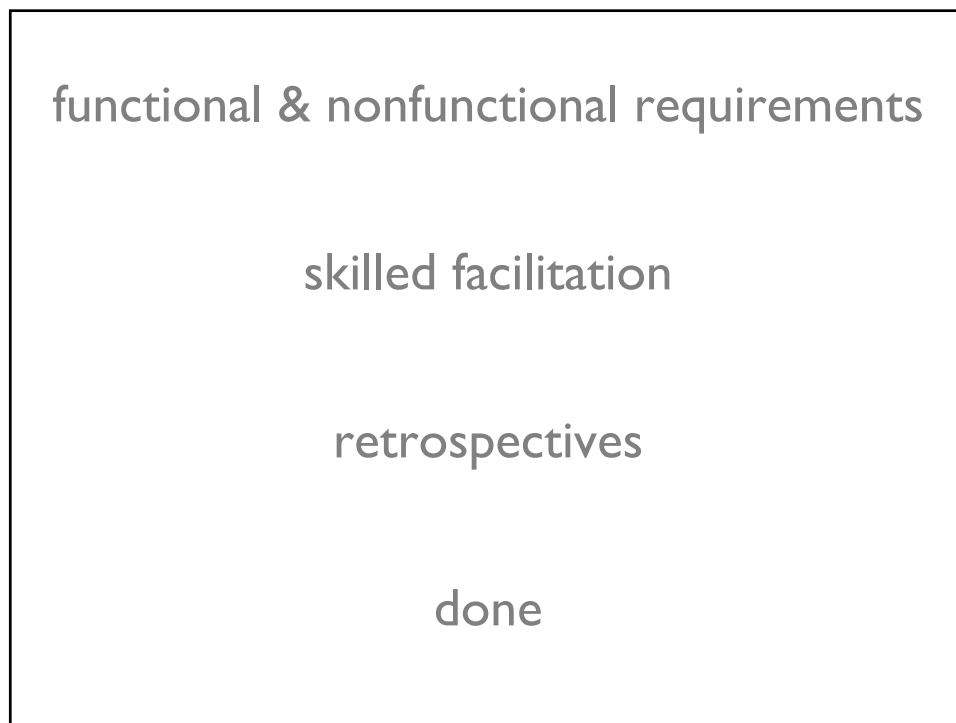 functional & nonfunctional requirements
skilled facilitation
retrospectives
done